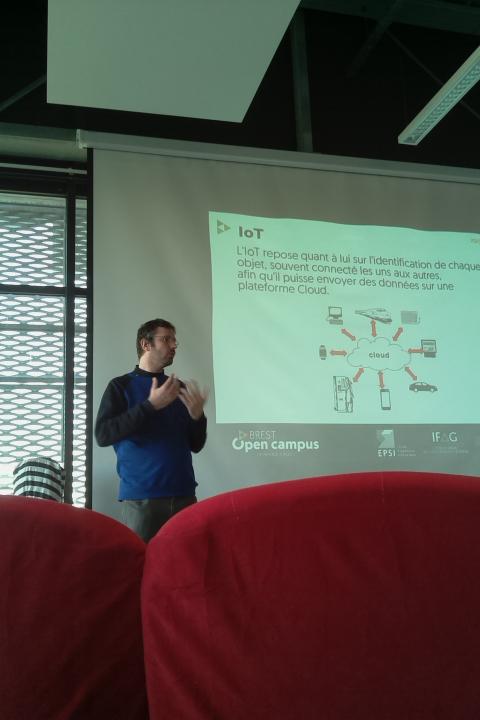 IoT
L'IoT repose quant à lui sur l'identification de chaque
objet, souvent connecté les uns aux autres,
afin qu'il puisse envoyer des données sur une
plateforme Cloud.
cloud
BREST
Open campus
EPSI
IFAG